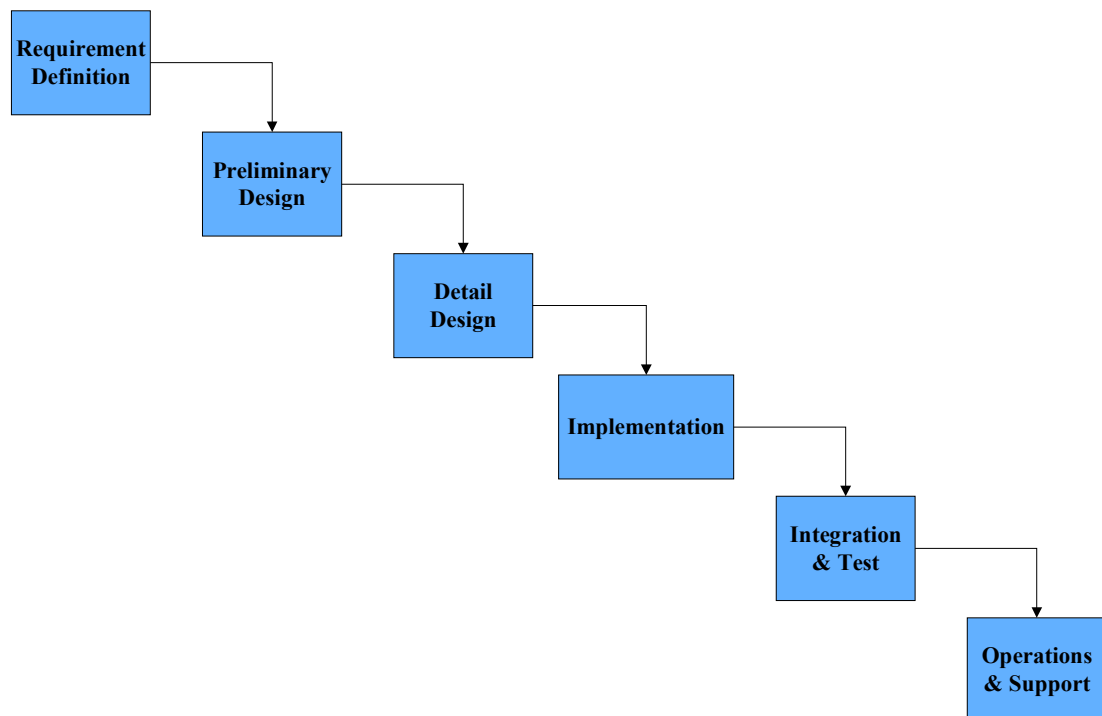 Requirement
Definition
Preliminary
Design
Detail
Design
Implementation
Integration
& Test
Operations
& Support